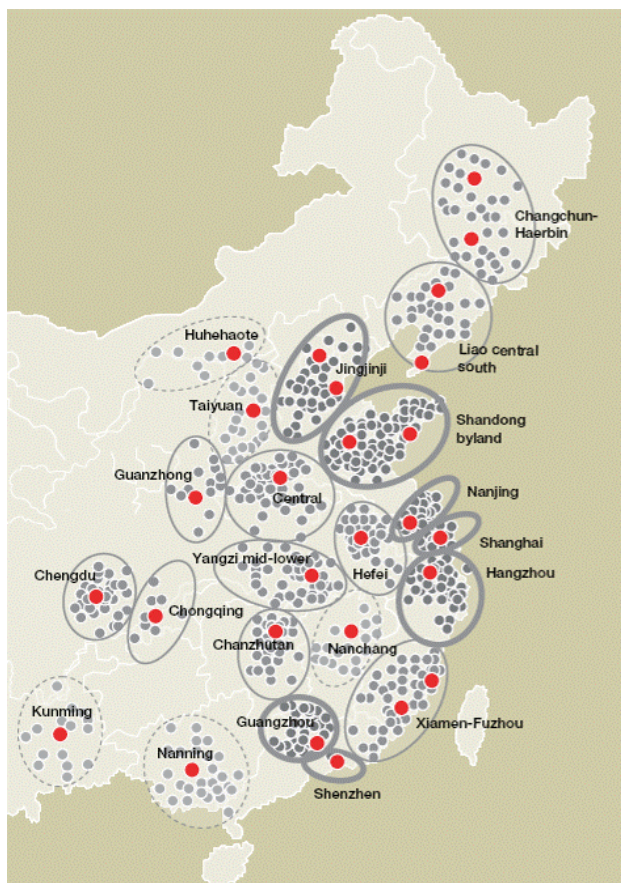 Changchun-
Haerbin
Huhehaote
Jingjinji
Liao central
south
Taiyuan
Shandong
byland
Guanzhong
Central
Nanjing
Shanghai
Yangzi mid-lower
Hefei
Hangzhou
Chengdu
Chongqing
Chanzhutan
Nanchang
Kunming
Guangzhou
Xiamen-Fuzhou
Nanning
Shenzhen